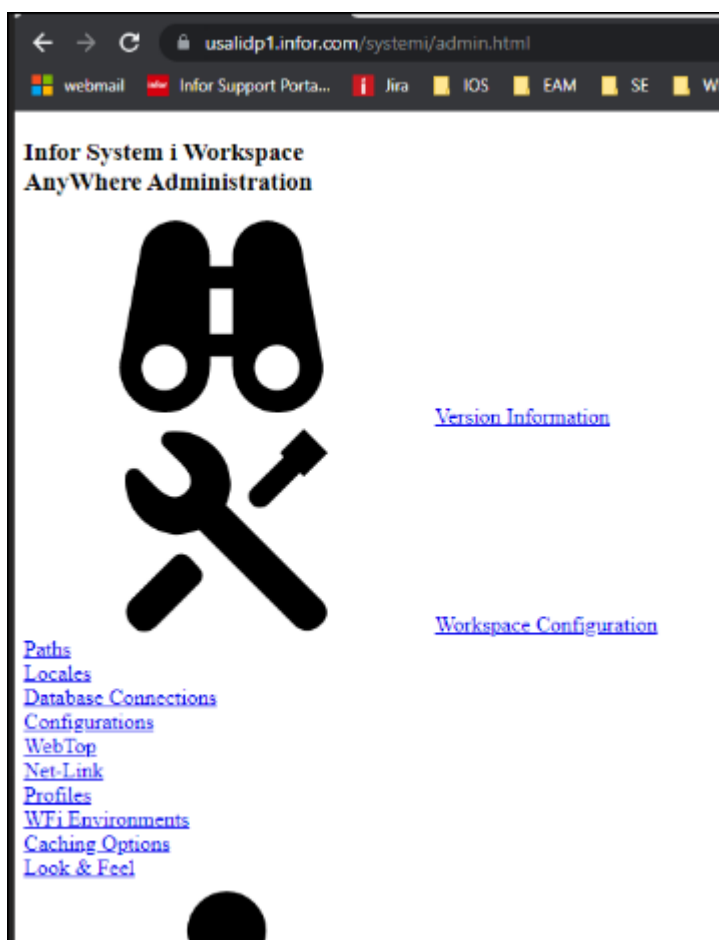 usalidp1.infor.com/systemi/admin.html
webmail infor Infor Support Porta... i Jira IOS EAM SE W
Infor System i Workspace
AnyWhere Administration
Version Information
Workspace Configuration
Paths
Locales
Database Connections
Configurations
WebTop
Net-Link
Profiles
WFi Environments
Caching Options
Look & Feel